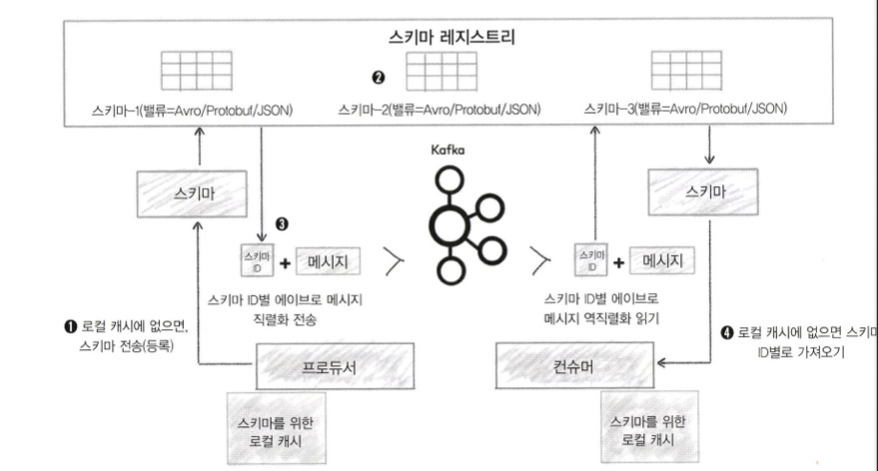 스키마 레지스트리
❷
스키마-1(밸류=Avro/Protobuf/JSON)
스키마-2(밸류=Avro/Protobuf/JSON)
스키마-3(밸류=Avro/Protobuf/JSON)
Kafka
스키마
스키마
❸
스키마
ID
+
메시지
스키마
ID
+
메시지
스키마 ID별 에이브로 메시지
직렬화 전송
스키마 ID별 에이브로
메시지 역직렬화 읽기
❶ 로컬 캐시에 없으면,
스키마 전송(등록)
❹ 로컬 캐시에 없으면 스키마
ID별로 가져오기
프로듀서
컨슈머
스키마를 위한
로컬 캐시
스키마를 위한
로컬 캐시